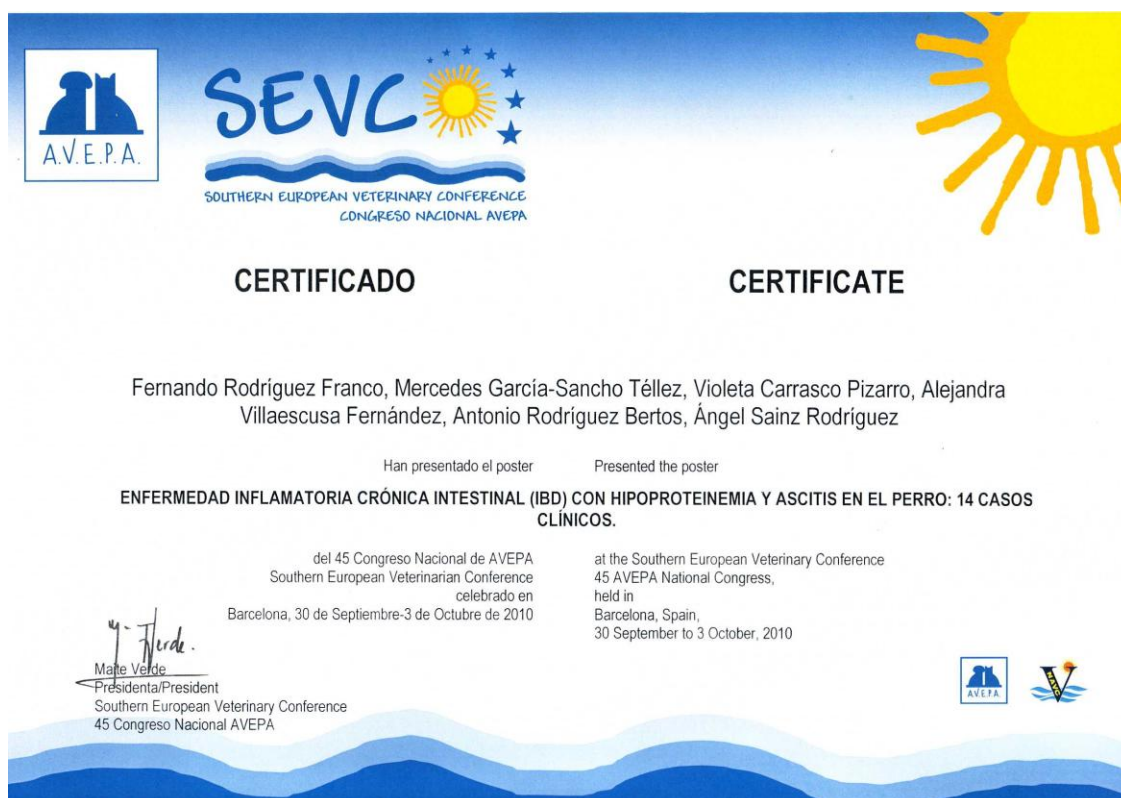 A.V.E.P.A.
SEVC
SOUTHERN EUROPEAN VETERINARY CONFERENCE
CONGRESO NACIONAL AVEPA
CERTIFICADO
CERTIFICATE
Fernando Rodríguez Franco, Mercedes García-Sancho Téllez, Violeta Carrasco Pizarro, Alejandra
Villaescusa Fernández, Antonio Rodríguez Bertos, Ángel Sainz Rodríguez
Han presentado el poster
Presented the poster
ENFERMEDAD INFLAMATORIA CRÓNICA INTESTINAL (IBD) CON HIPOPROTEINEMIA Y ASCITIS EN EL PERRO: 14 CASOS
CLÍNICOS.
del 45 Congreso Nacional de AVEPA
Southern European Veterinarian Conference
celebrado en
Barcelona, 30 de Septiembre-3 de Octubre de 2010
at the Southern European Veterinary Conference
45 AVEPA National Congress,
held in
Barcelona, Spain,
30 September to 3 October, 2010
Maite Verde
Presidenta/President
Southern European Veterinary Conference
45 Congreso Nacional AVEPA
A.V.E.P.A.
NAVC